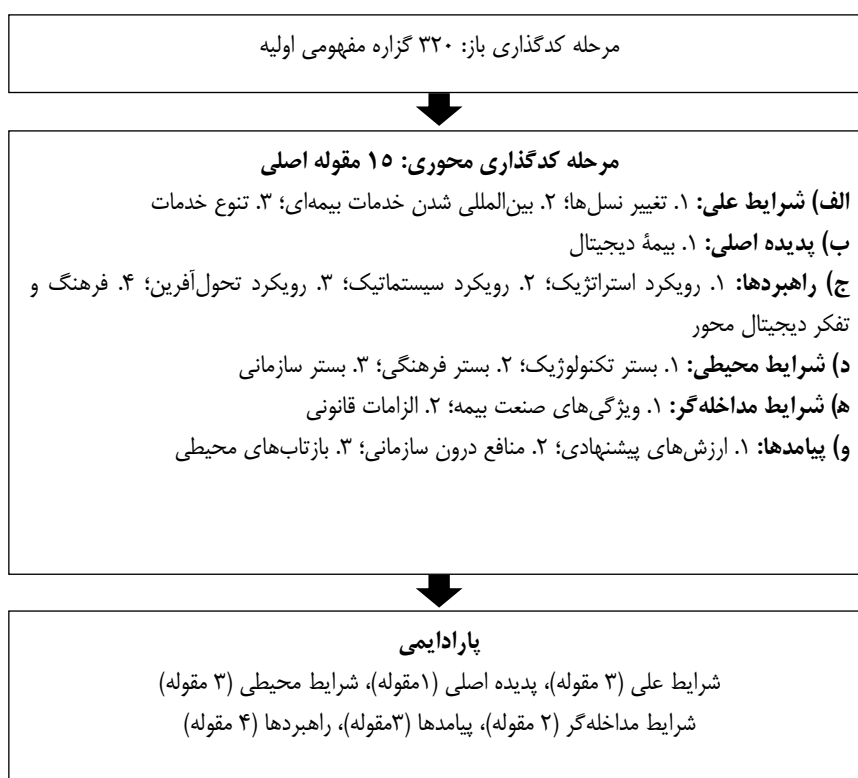 مرحله کدگذاری باز: ۳۲۰ گزاره مفهومی اولیه
مرحله کدگذاری محوری: ۱۵ مقوله اصلی
الف) شرایط علی: ۱. تغییر نسل‌ها؛ ۲. بین‌المللی شدن خدمات بیمه‌ای؛ ۳. تنوع خدمات
ب) پدیده اصلی: ۱. بیمۀ دیجیتال
ج) راهبردها: ۱. رویکرد استراتژیک؛ ۲. رویکرد سیستماتیک؛ ۳. رویکرد تحول‌آفرین؛ ۴. فرهنگ و
تفکر دیجیتال محور
د) شرایط محیطی: ۱. بستر تکنولوژیک؛ ۲. بستر فرهنگی؛ ۳. بستر سازمانی
ه) شرایط مداخله‌گر: ۱. ویژگی‌های صنعت بیمه؛ ۲. الزامات قانونی
و) پیامدها: ۱. ارزش‌های پیشنهادی؛ ۲. منافع درون سازمانی؛ ۳. بازتاب‌های محیطی
پارادایمی
شرایط علی (۳ مقوله)، پدیده اصلی (۱مقوله)، شرایط محیطی (۳ مقوله)
شرایط مداخله‌گر (۲ مقوله)، پیامدها (۳مقوله)، راهبردها (۴ مقوله)